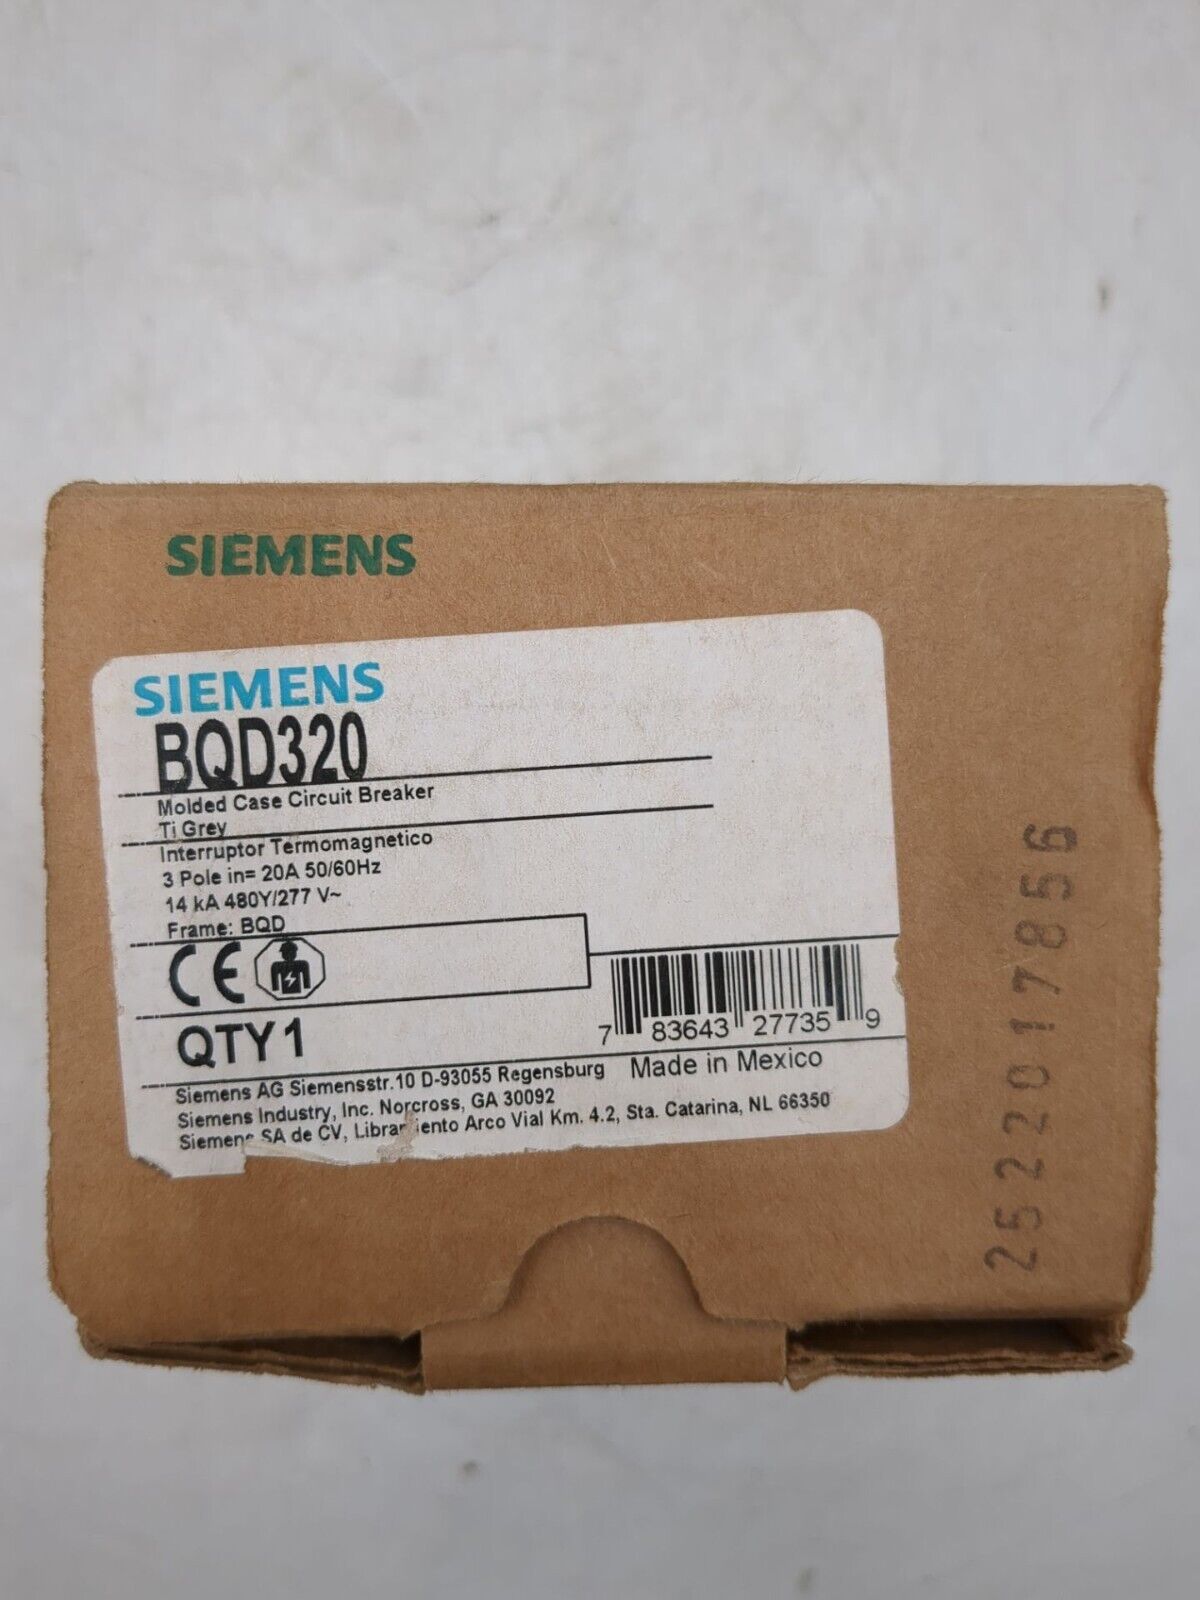 SIEMENS
SIEMENS
BQD320
Molded Case Circuit Breaker
Ti Grey
Interruptor Termomagnetico
3 Pole in= 20A 50/60Hz
14 kA 480Y/277 V~
Frame: BQD
CE
QTY 1
7 83643 27735 9
Made in Mexico
Siemens AG Siemensstr.10 D-93055 Regensburg
Siemens Industry, Inc. Norcross, GA 30092
Siemens SA de CV, Libramiento Arco Vial Km. 4.2, Sta. Catarina, NL 66350
2522017856